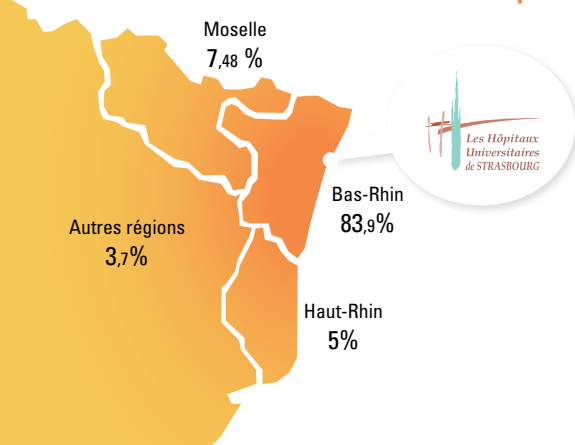 Moselle
7,48 %
Les Hôpitaux
Universitaires
de STRASBOURG
Bas-Rhin
83,9%
Autres régions
3,7%
Haut-Rhin
5%